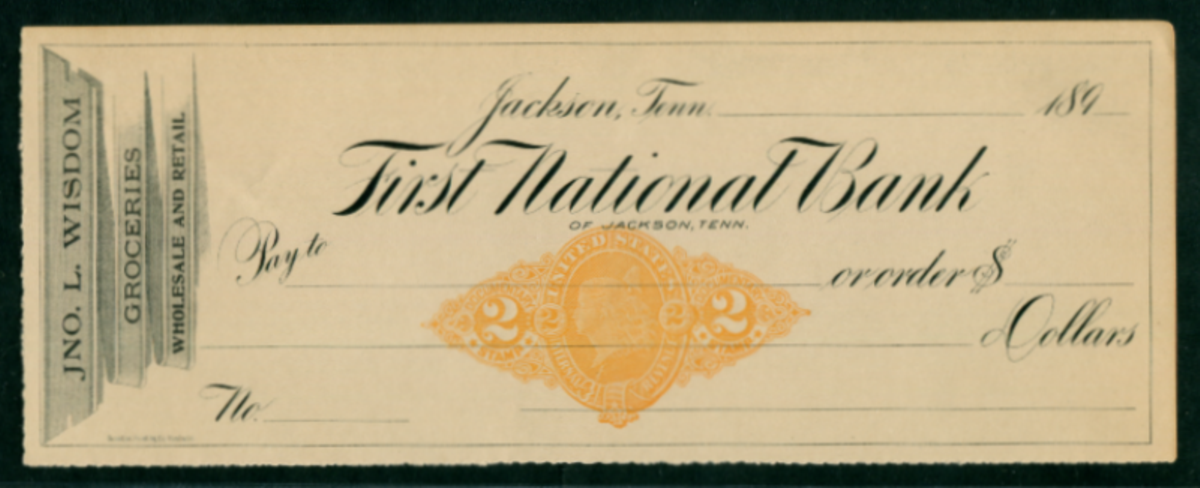 JNO. L. WISDOM
GROCERIES
WHOLESALE AND RETAIL
Jackson, Tenn. 189
First National Bank
OF JACKSON, TENN.
Pay to or order $
UNITED STATES
2 2 2 2
STAMP
Dollars
No.